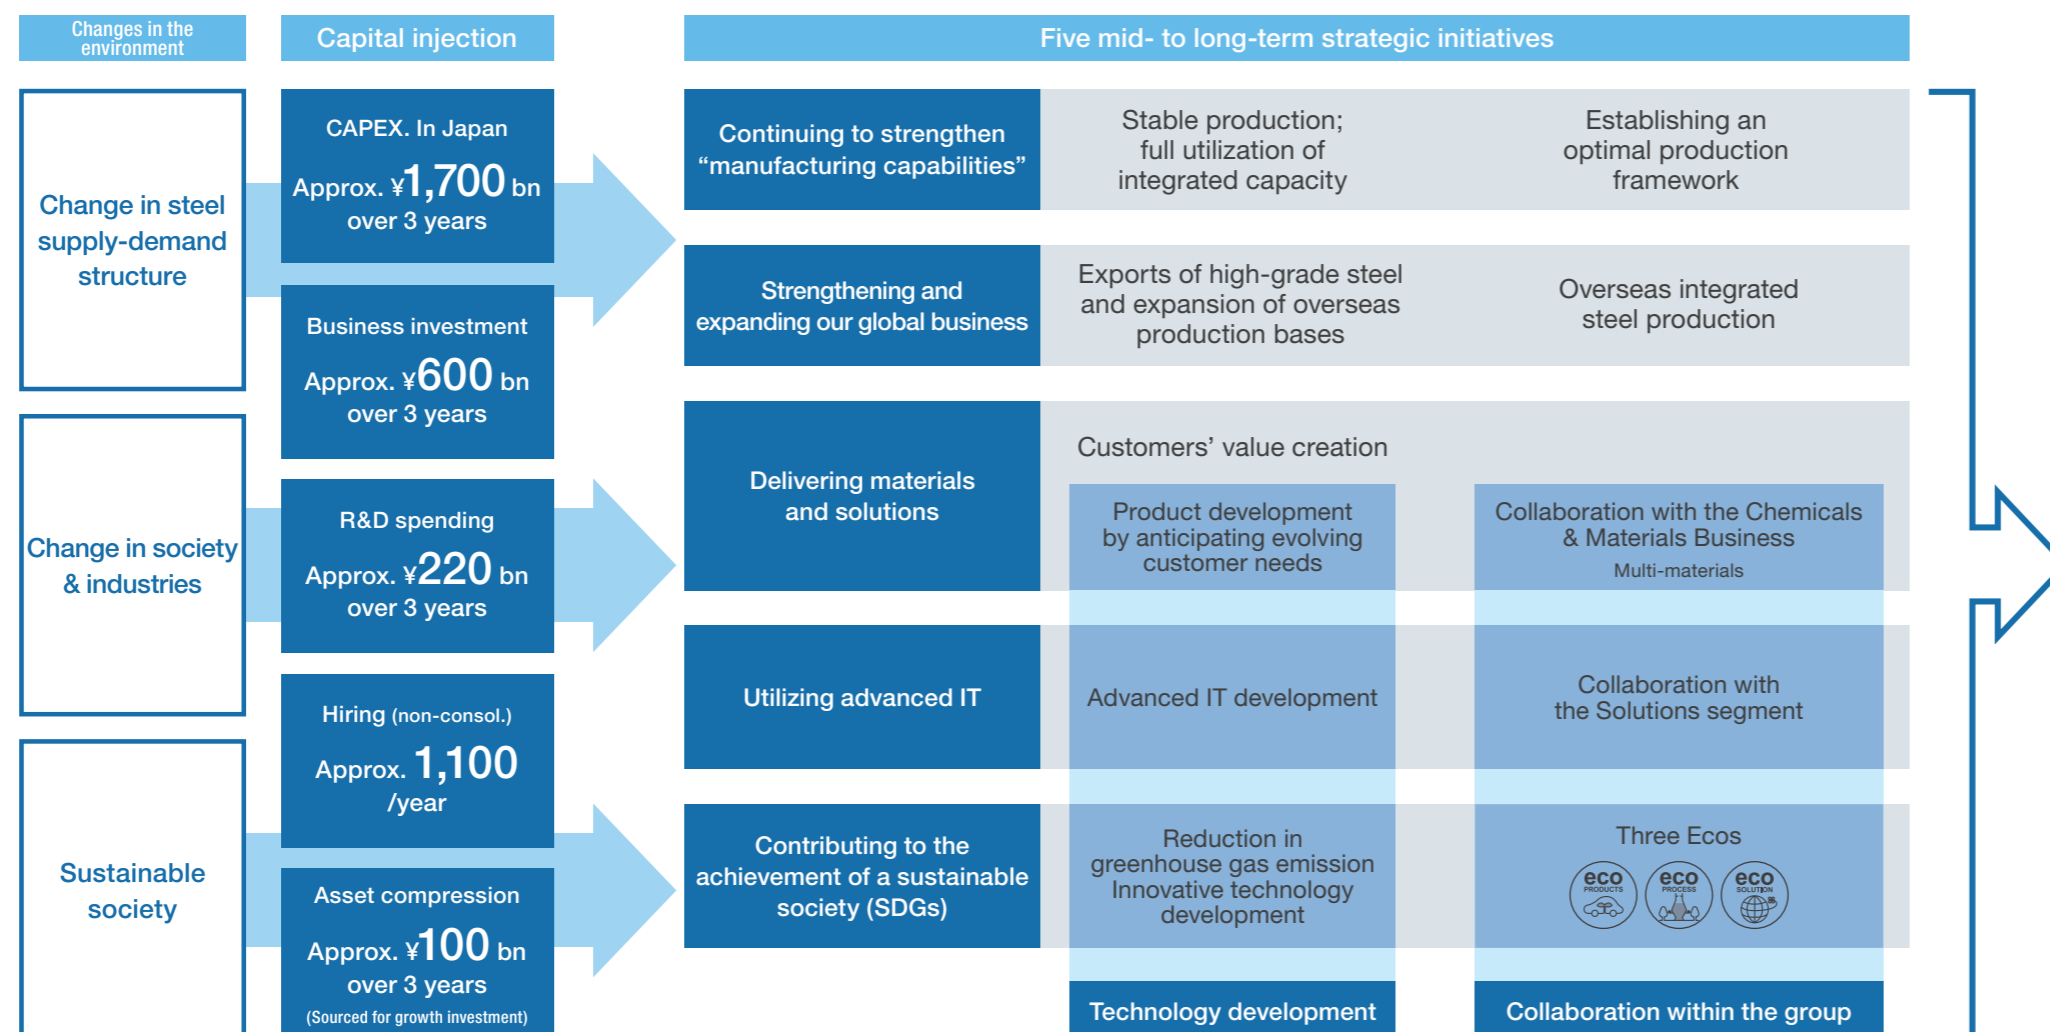 Changes in the
environment
Capital injection
Five mid- to long-term strategic initiatives
Change in steel
supply-demand
structure
Change in society
& industries
Sustainable
society
CAPEX. In Japan
Approx. ¥1,700 bn
over 3 years
Business investment
Approx. ¥600 bn
over 3 years
R&D spending
Approx. ¥220 bn
over 3 years
Hiring (non-consol.)
Approx. 1,100
/year
Asset compression
Approx. ¥100 bn
over 3 years
(Sourced for growth investment)
Continuing to strengthen
“manufacturing capabilities”
Stable production;
full utilization of
integrated capacity
Establishing an
optimal production
framework
Strengthening and
expanding our global business
Exports of high-grade steel
and expansion of overseas
production bases
Overseas integrated
steel production
Delivering materials
and solutions
Customers’ value creation
Product development
by anticipating evolving
customer needs
Collaboration with the Chemicals
& Materials Business
Multi-materials
Utilizing advanced IT
Advanced IT development
Collaboration with
the Solutions segment
Contributing to the
achievement of a sustainable
society (SDGs)
Reduction in
greenhouse gas emission
Innovative technology
development
Three Ecos
eco
PRODUCTS
eco
PROCESS
eco
SOLUTION
Technology development
Collaboration within the group